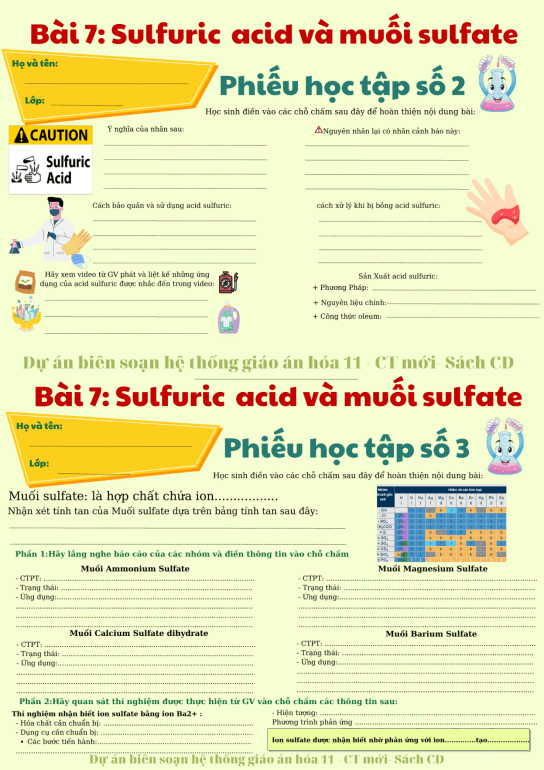 Bài 7: Sulfuric acid và muối sulfate
Họ và tên:
Lớp:
Phiếu học tập số 2
Học sinh điền vào các chỗ chấm sau đây để hoàn thiện nội dung bài:
CAUTION
Sulfuric
Acid
Ý nghĩa của nhãn sau:
Nguyên nhân lại có nhãn cảnh báo này:
Cách bảo quản và sử dụng acid sulfuric:
cách xử lý khi bị bỏng acid sulfuric:
Hãy xem video từ GV phát và liệt kê những ứng
dụng của acid sulfuric được nhắc đến trong video:
Sản Xuất acid sulfuric:
+ Phương Pháp:
+ Nguyên liệu chính:
+ Công thức oleum:
Dự án biên soạn hệ thống giáo án hóa 11 - CT mới- Sách CD
Bài 7: Sulfuric acid và muối sulfate
Họ và tên:
Lớp:
Phiếu học tập số 3
Học sinh điền vào các chỗ chấm sau đây để hoàn thiện nội dung bài:
Muối sulfate: là hợp chất chứa ion.................
Nhận xét tính tan của Muối sulfate dựa trên bảng tính tan sau đây:
Phần 1:Hãy lắng nghe báo cáo của các nhóm và điền thông tin vào chỗ chấm
Muối Ammonium Sulfate
- CTPT:
- Trạng thái:
- Ứng dụng:
Muối Magnesium Sulfate
- CTPT:
- Trạng thái:
- Ứng dụng:
Muối Calcium Sulfate dihydrate
- CTPT:
- Trạng thái:
- Ứng dụng:
Muối Barium Sulfate
- CTPT:
- Trạng thái:
- Ứng dụng:
Phần 2:Hãy quan sát thí nghiệm được thực hiện từ GV vào chỗ chấm các thông tin sau:
Thí nghiệm nhận biết ion sulfate bằng ion Ba2+ :
- Hóa chất cần chuẩn bị:
- Dụng cụ cần chuẩn bị:
• Các bước tiến hành:
- Hiện tượng:
Phương trình phản ứng
Ion sulfate được nhận biết nhờ phản ứng với ion..............tạo..................
Dự án biên soạn hệ thống giáo án hóa 11 - CT mới- Sách CD